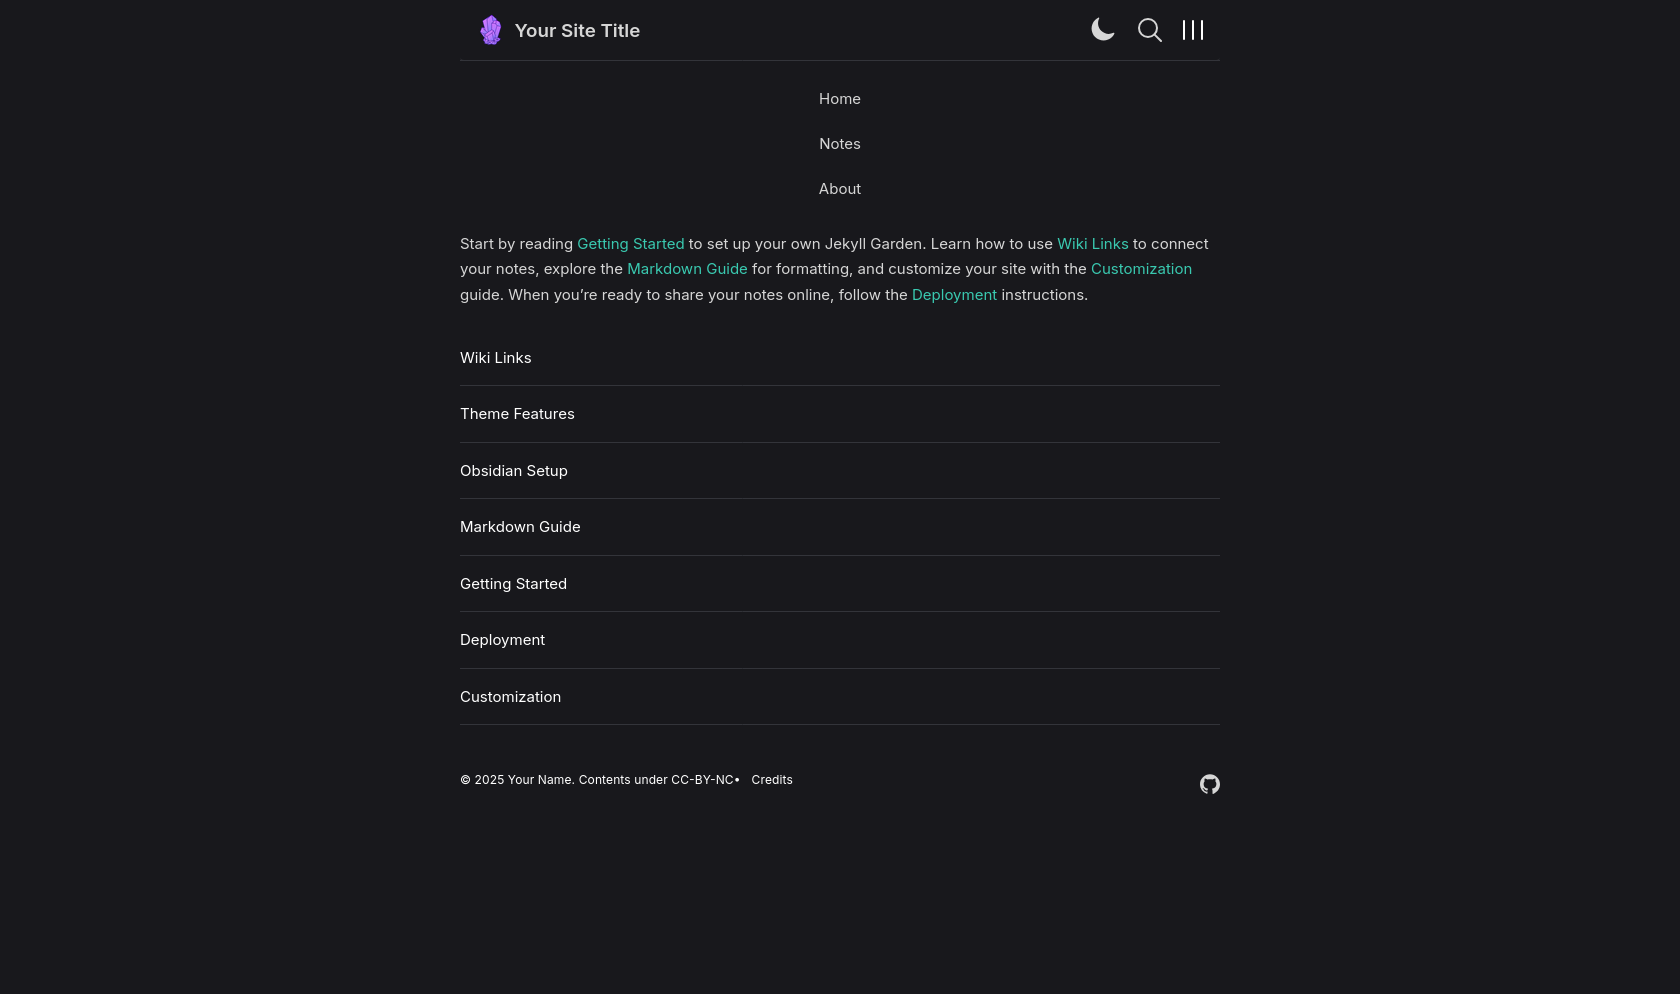 Your Site Title
Home
Notes
About
Start by reading Getting Started to set up your own Jekyll Garden. Learn how to use Wiki Links to connect
your notes, explore the Markdown Guide for formatting, and customize your site with the Customization
guide. When you’re ready to share your notes online, follow the Deployment instructions.
Wiki Links
Theme Features
Obsidian Setup
Markdown Guide
Getting Started
Deployment
Customization
© 2025 Your Name. Contents under CC-BY-NC• Credits